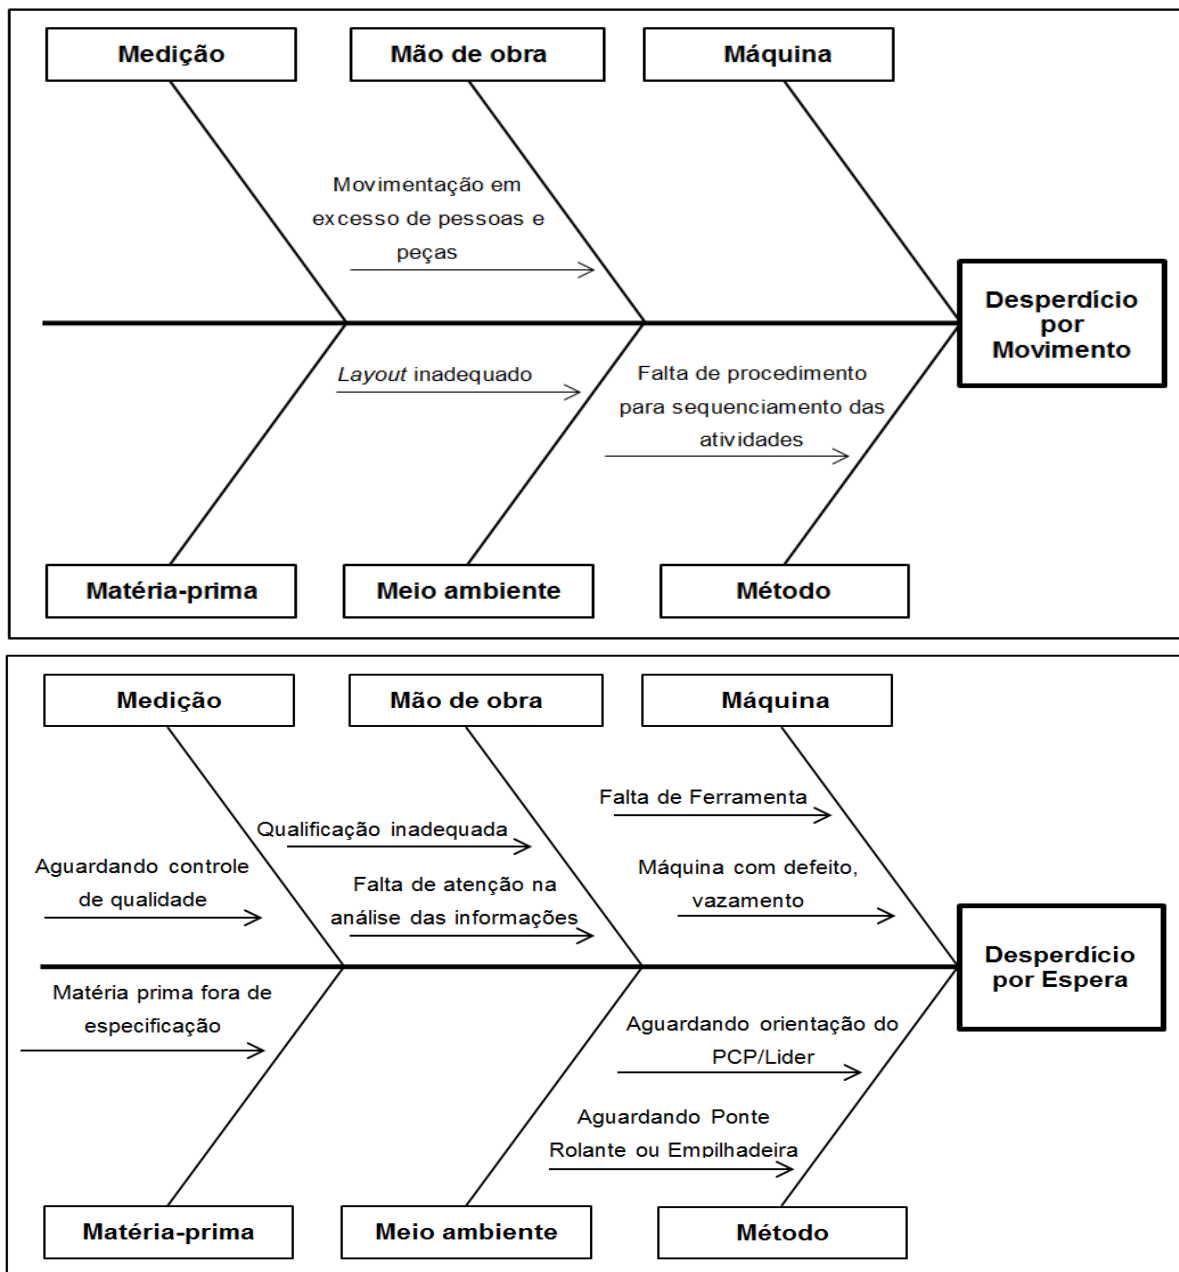 Medição
Mão de obra
Máquina
Movimentação em
excesso de pessoas e
peças
Desperdício
por
Movimento
Layout inadequado
Falta de procedimento
para sequenciamento das
atividades
Matéria-prima
Meio ambiente
Método
Medição
Mão de obra
Máquina
Falta de Ferramenta
Qualificação inadequada
Aguardando controle
de qualidade
Falta de atenção na
análise das informações
Máquina com defeito,
vazamento
Desperdício
por Espera
Matéria prima fora de
especificação
Aguardando orientação do
PCP/Lider
Aguardando Ponte
Rolante ou Empilhadeira
Matéria-prima
Meio ambiente
Método